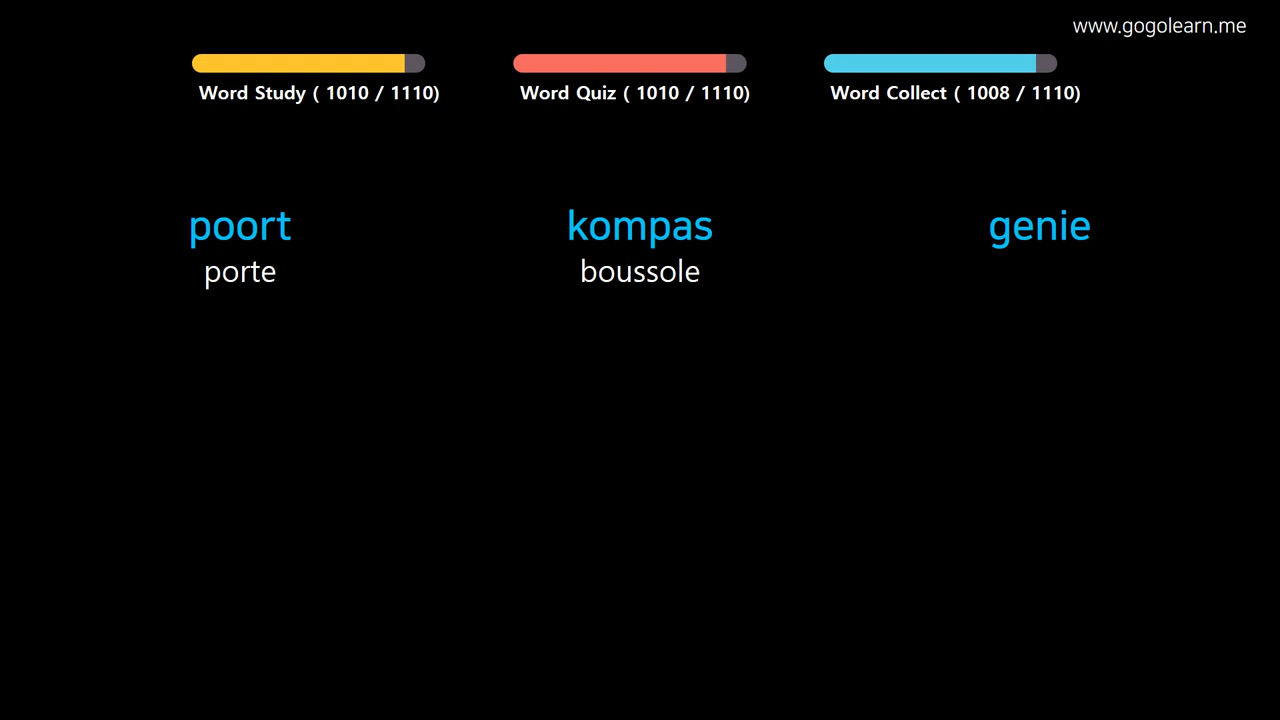 www.gogolearn.me
Word Study ( 1010 / 1110)
Word Quiz ( 1010 / 1110)
Word Collect ( 1008 / 1110)
poort
porte
kompas
boussole
genie